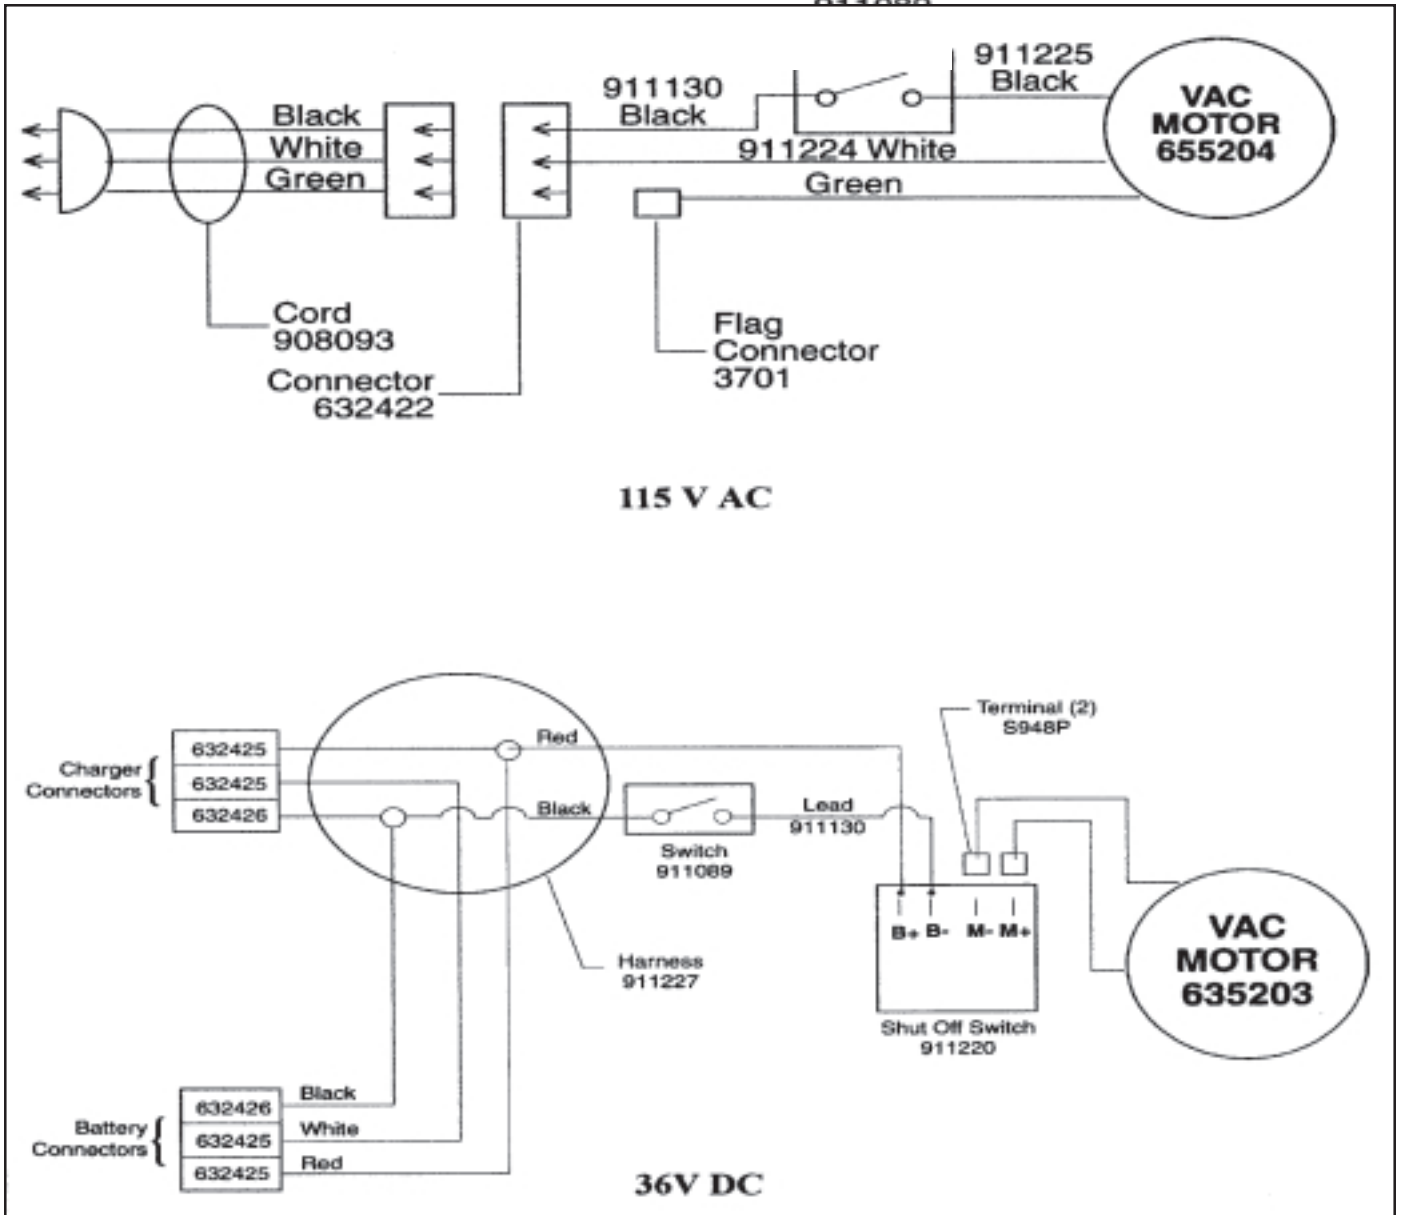 911225
Black
911130
Black
VAC
MOTOR
655204
Black
White
Green
911224 White
Green
Cord
908093
Connector
632422
Flag
Connector
3701
115 V AC
Terminal (2)
S948P
Charger
Connectors
632425
632425
632426
Red
Black
Switch
911089
Lead
911130
B+ B- M- M+
Shut Off Switch
911220
VAC
MOTOR
635203
Harness
911227
Battery
Connectors
632426
632425
632425
Black
White
Red
36V DC